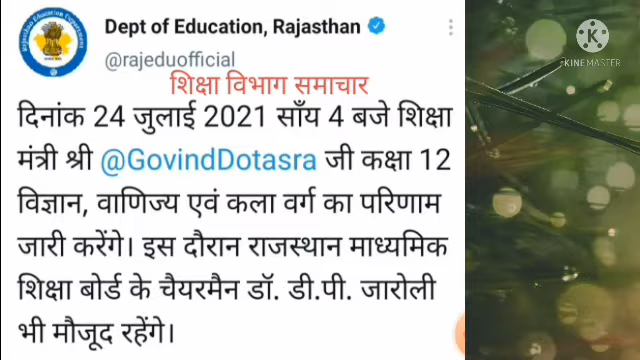 Dept of Education, Rajasthan
@rajeduofficial
शिक्षा विभाग समाचार
दिनांक 24 जुलाई 2021 साँय 4 बजे शिक्षा
मंत्री श्री @GovindDotasra जी कक्षा 12
विज्ञान, वाणिज्य एवं कला वर्ग का परिणाम
जारी करेंगे। इस दौरान राजस्थान माध्यमिक
शिक्षा बोर्ड के चैयरमैन डॉ. डी.पी. जारोली
भी मौजूद रहेंगे।
K
KINEMASTER